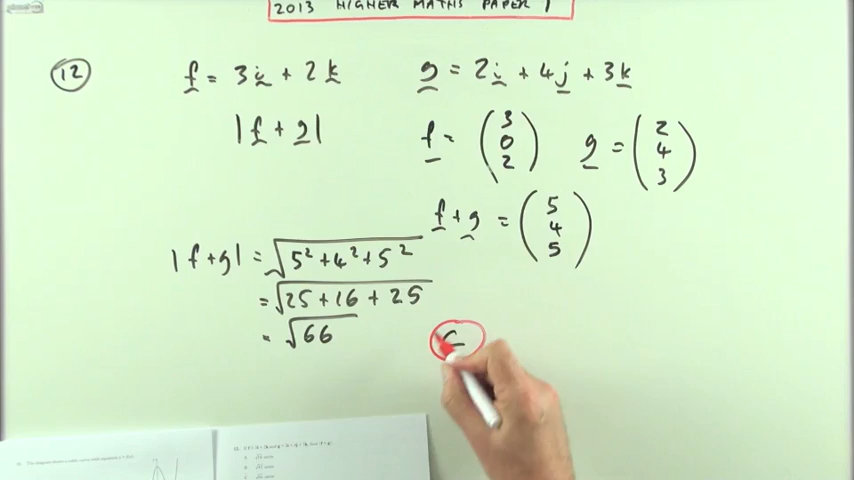 2013 HIGHER MATHS PAPER 1
12
f = 3i + 2k
g = 2i + 4j + 3k
|f + g|
f = (3 0 2)
g = (2 4 3)
f + g = (5 4 5)
|f + g| = √5² + 4² + 5²
= √25 + 16 + 25
= √66
C